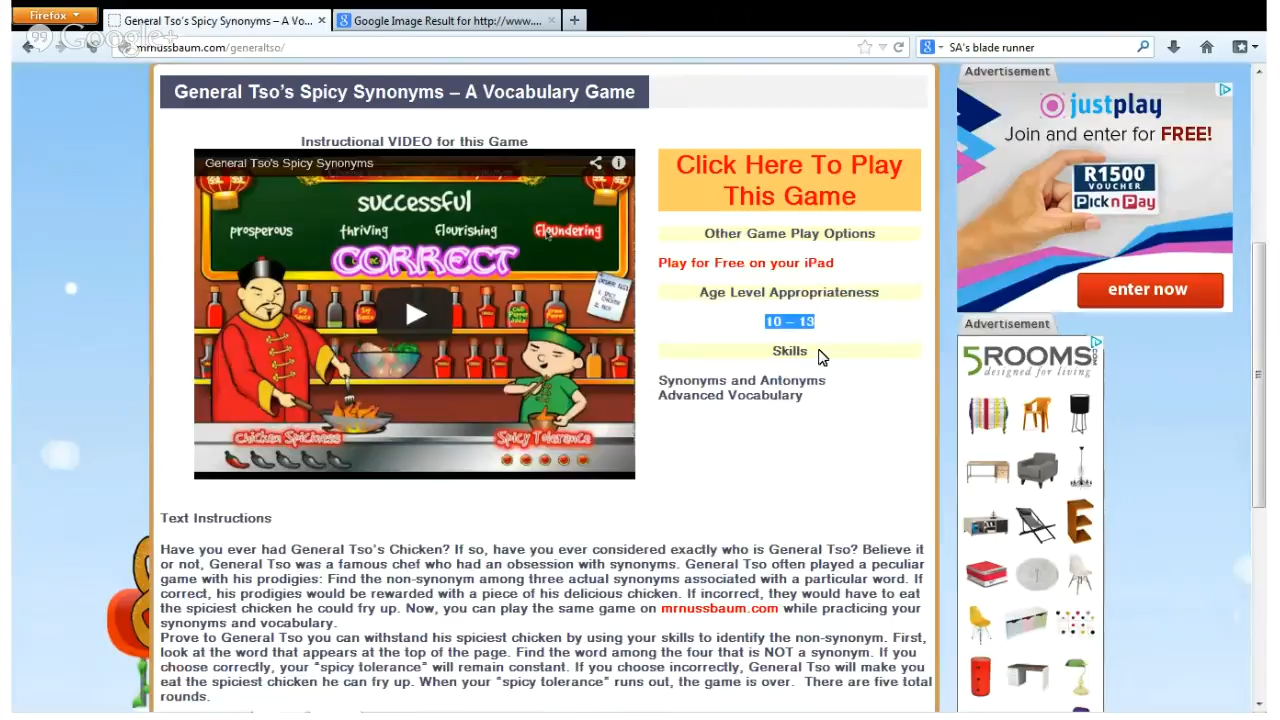 Firefox
General Tso's Spicy Synonyms – A Vo...
Google Image Result for http://www....
Google+
mrnussbaum.com/generaltso/
SA's blade runner
General Tso's Spicy Synonyms – A Vocabulary Game
Instructional VIDEO for this Game
General Tso's Spicy Synonyms
successful
prosperous thriving flourishing floundering
CORRECT
Chicken Spiciness
Spicy Tolerance
Click Here To Play
This Game
Other Game Play Options
Play for Free on your iPad
Age Level Appropriateness
10 – 13
Skills
Synonyms and Antonyms
Advanced Vocabulary
Text Instructions
Have you ever had General Tso's Chicken? If so, have you ever considered exactly who is General Tso? Believe it
or not, General Tso was a famous chef who had an obsession with synonyms. General Tso often played a peculiar
game with his prodigies: Find the non-synonym among three actual synonyms associated with a particular word. If
correct, his prodigies would be rewarded with a piece of his delicious chicken. If incorrect, they would have to eat
the spiciest chicken he could fry up. Now, you can play the same game on mrnussbaum.com while practicing your
synonyms and vocabulary.
Prove to General Tso you can withstand his spiciest chicken by using your skills to identify the non-synonym. First,
look at the word that appears at the top of the page. Find the word among the four that is NOT a synonym. If you
choose correctly, your "spicy tolerance" will remain constant. If you choose incorrectly, General Tso will make you
eat the spiciest chicken he can fry up. When your "spicy tolerance" runs out, the game is over. There are five total
rounds.
Advertisement
justplay
Join and enter for FREE!
R1500
VOUCHER
Pick n Pay
enter now
Advertisement
5ROOMS.COM
designed for living